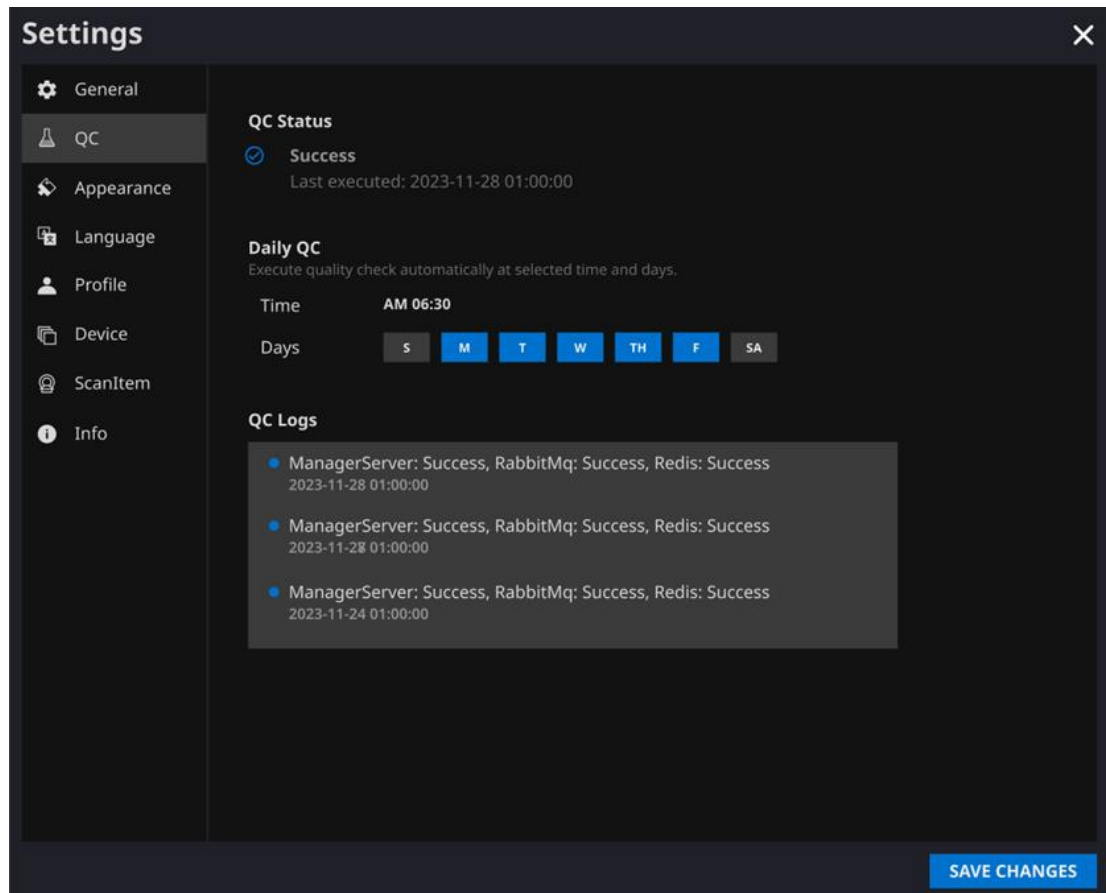 Settings
General
QC
Appearance
Language
Profile
Device
ScanItem
Info
QC Status
Success
Last executed: 2023-11-28 01:00:00
Daily QC
Execute quality check automatically at selected time and days.
Time AM 06:30
Days S M T W TH F SA
QC Logs
ManagerServer: Success, RabbitMq: Success, Redis: Success
2023-11-28 01:00:00
ManagerServer: Success, RabbitMq: Success, Redis: Success
01:00:00
ManagerServer: Success, RabbitMq: Success, Redis: Success
2023-11-24 01:00:00
SAVE CHANGES